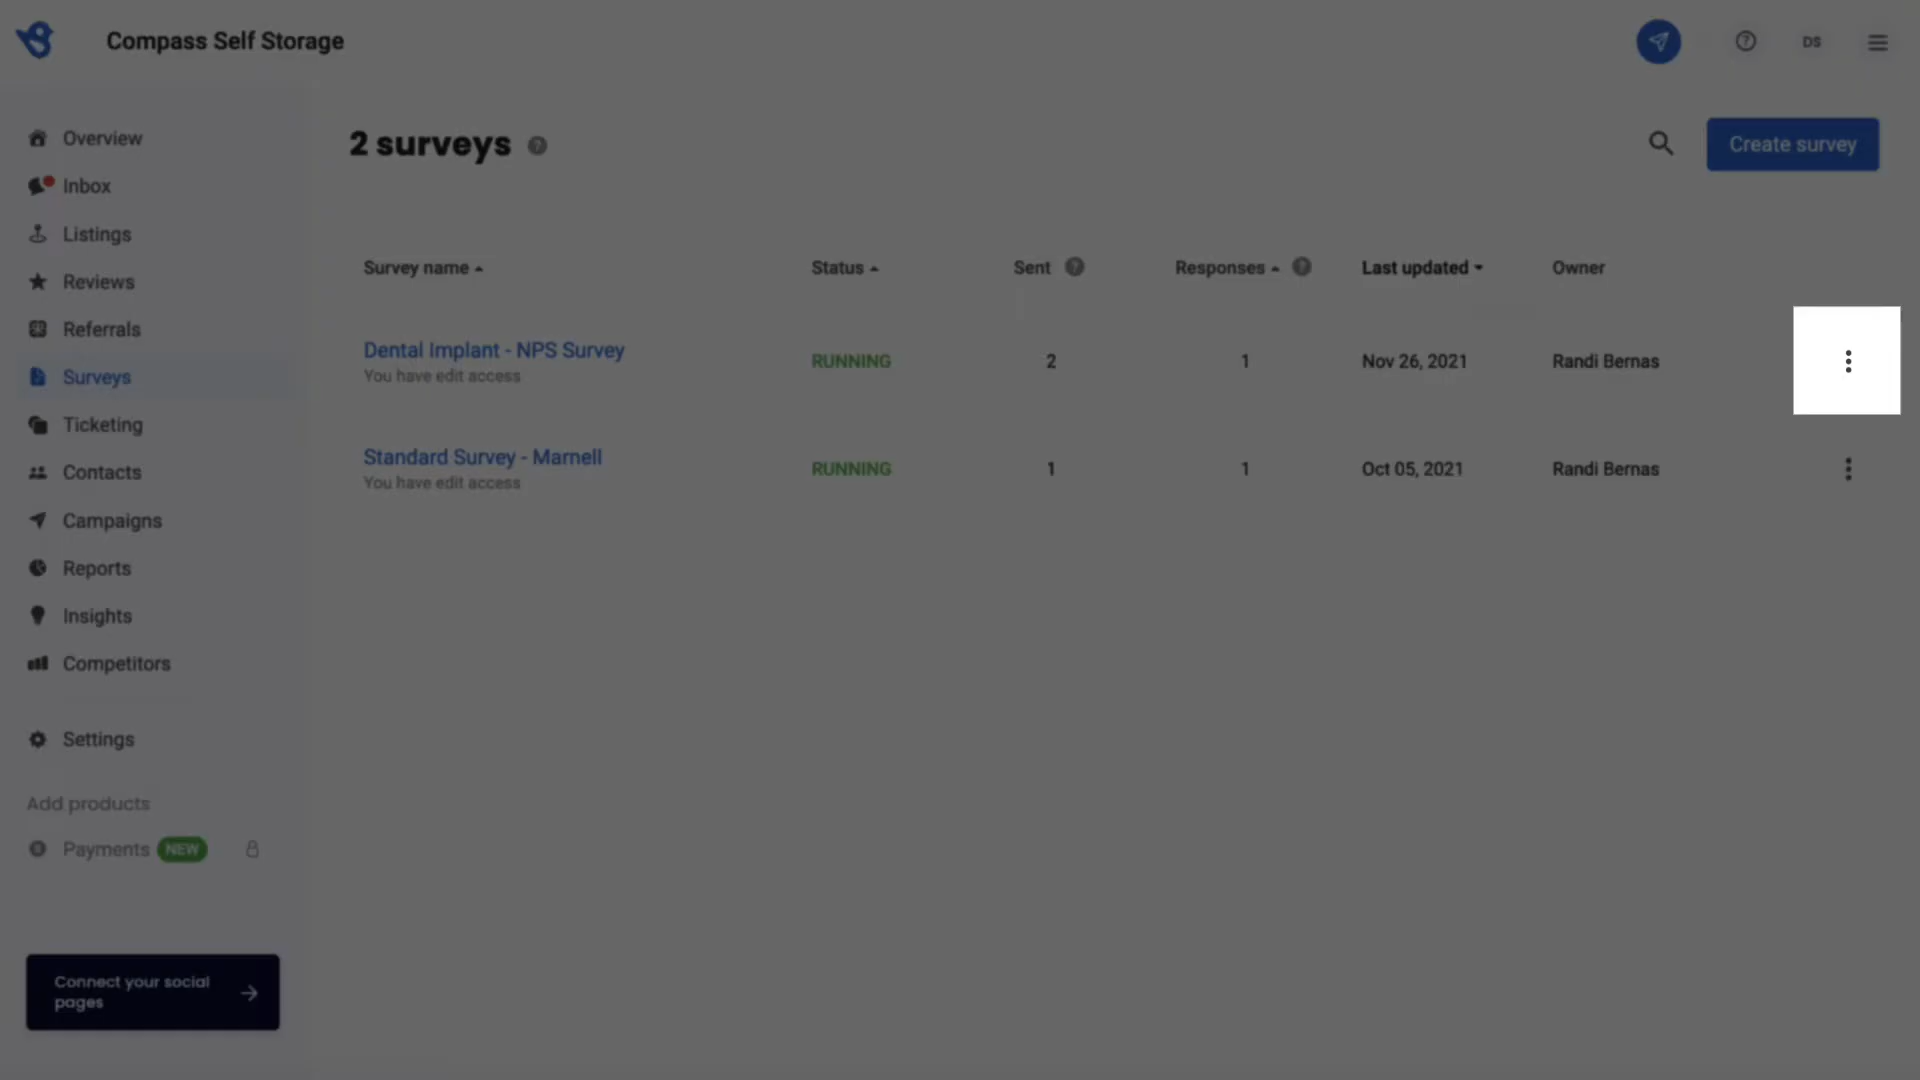 Compass Self Storage
DS
Overview
Inbox
Listings
Reviews
Referrals
Surveys
Ticketing
Contacts
Campaigns
Reports
Insights
Competitors
Settings
Add products
Payments NEW
Connect your social
pages
2 surveys
Create survey
Survey name Status Sent Responses Last updated Owner
Dental Implant - NPS Survey RUNNING 2 1 Nov 26, 2021 Randi Bernas
You have edit access
Standard Survey - Marnell RUNNING 1 1 Oct 05, 2021 Randi Bernas
You have edit access